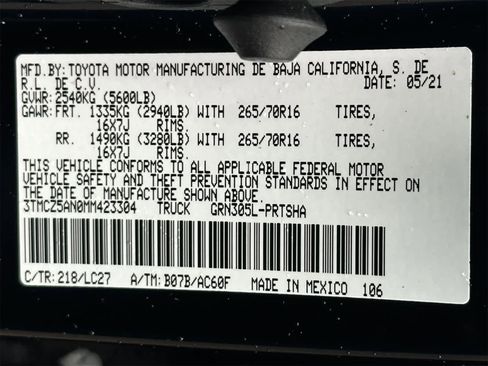 MFD.BY:TOYOTA MOTOR MANUFACTURING DE BAJA CALIFORNIA, S. DE
R.L. DE C.V. DATE: 05/21
GVWR:2540KG (5600LB)
GAWR:FRT. 1335KG (2940LB) WITH 265/70R16 TIRES,
16X7J RIMS.
RR. 1490KG (3280LB) WITH 265/70R16 TIRES,
16X7J RIMS.
THIS VEHICLE CONFORMS TO ALL APPLICABLE FEDERAL MOTOR
VEHICLE SAFETY AND THEFT PREVENTION STANDARDS IN EFFECT ON
THE DATE OF MANUFACTURE SHOWN ABOVE.
3TMCZ5AN0MM423304 TRUCK GRN305L-PRTSHA
C/TR:218/LC27 A/TM:B07B/AC60F MADE IN MEXICO 106